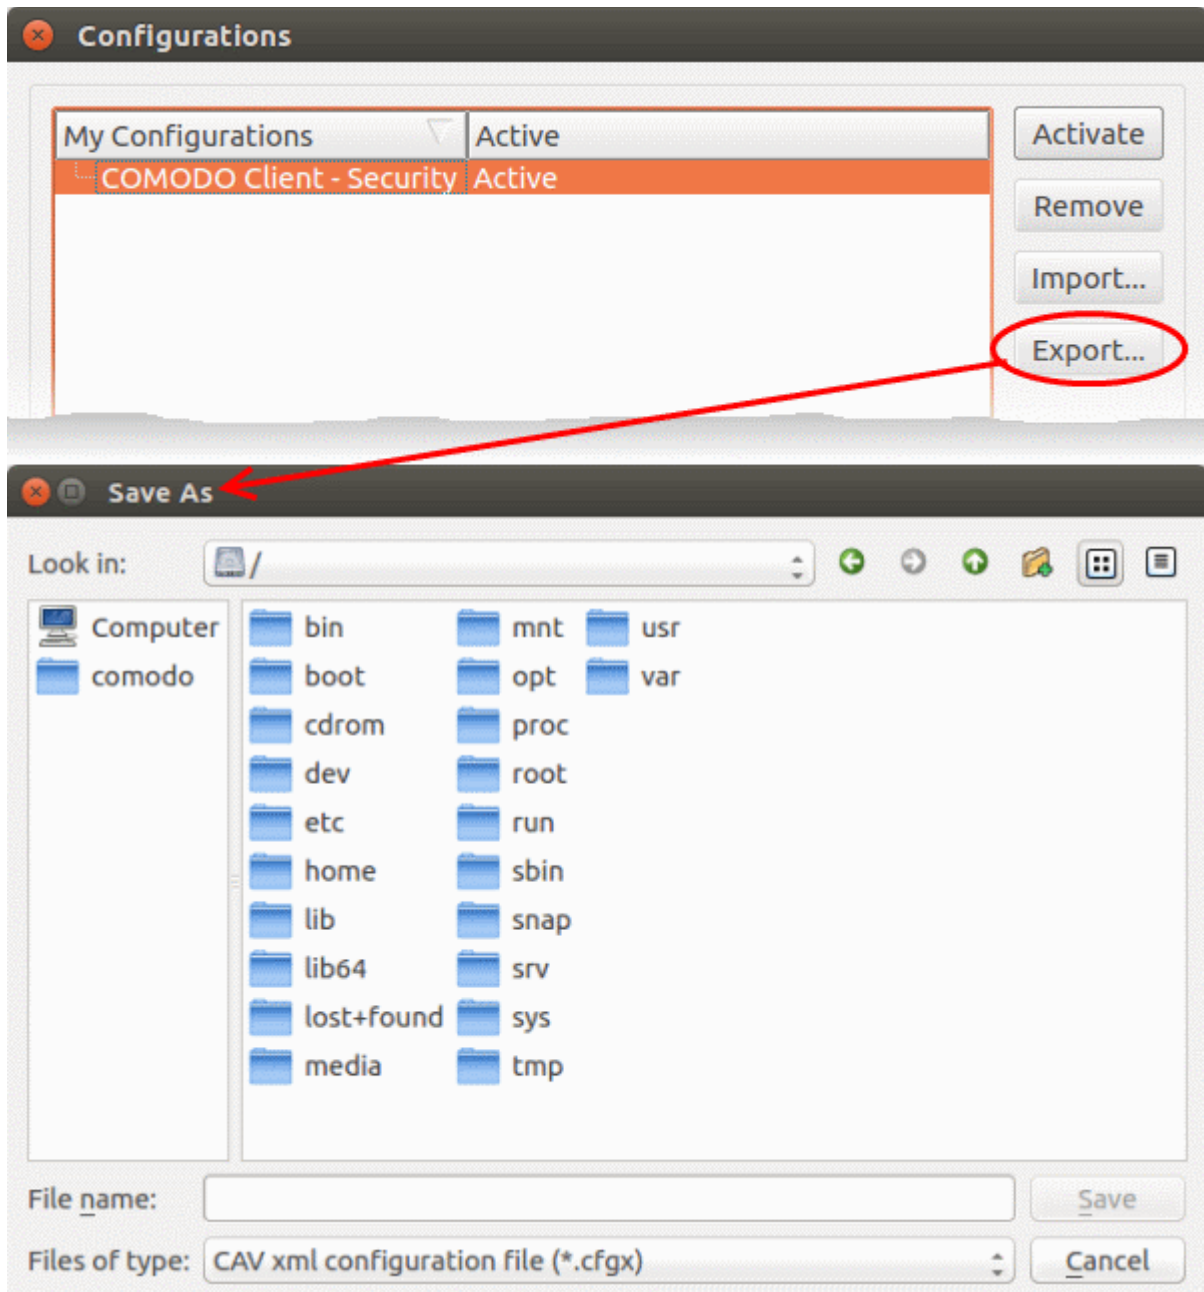 Configurations
My Configurations Active
COMODO Client - Security Active
Activate
Remove
Import...
Export...
Save As
Look in: /
Computer
comodo
bin mnt usr
boot opt var
cdrom proc
dev root
etc run
home sbin
lib snap
lib64 srv
lost+found sys
media tmp
File name: Save
Files of type: CAV xml configuration file (*.cfgx) Cancel